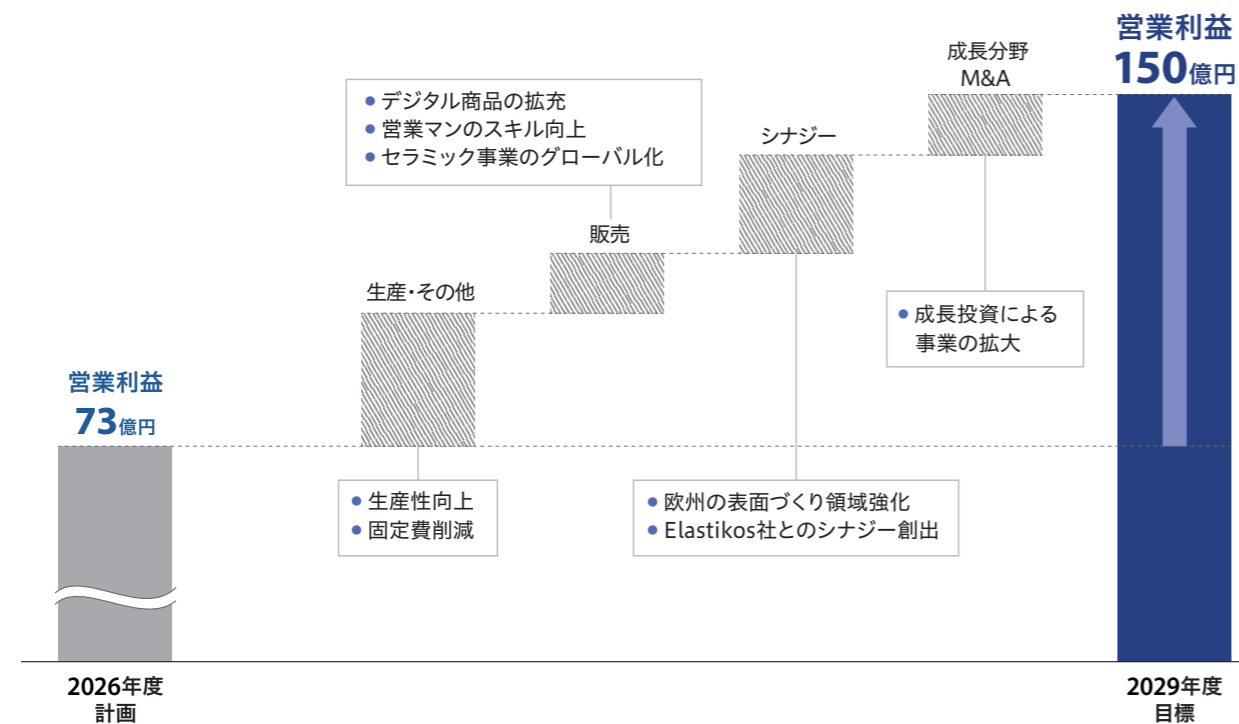 営業利益
150億円
成長分野
M&A
● デジタル商品の拡充
● 営業マンのスキル向上
● セラミック事業のグローバル化
シナジー
販売
生産・その他
● 成長投資による
事業の拡大
営業利益
73億円
● 生産性向上
● 固定費削減
● 欧州の表面づくり領域強化
● Elastikos社とのシナジー創出
2026年度
計画
2029年度
目標